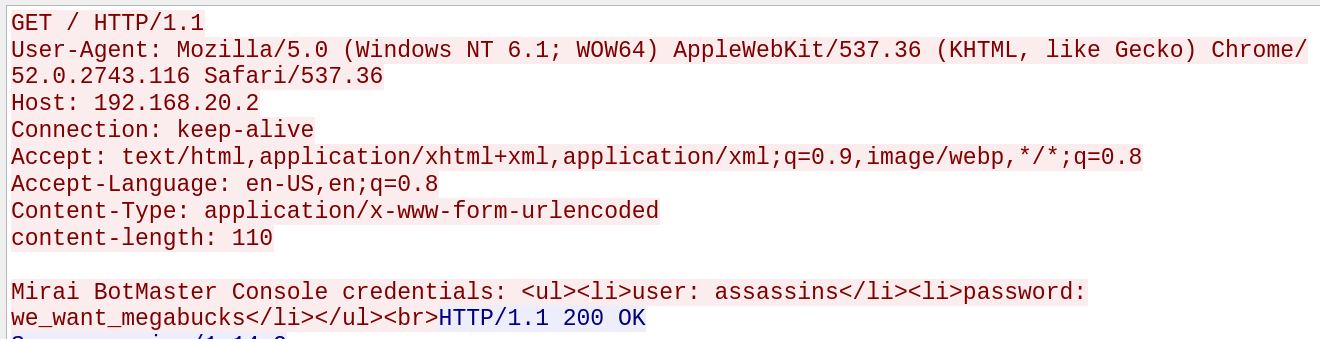 GET / HTTP/1.1
User-Agent: Mozilla/5.0 (Windows NT 6.1; WOW64) AppleWebKit/537.36 (KHTML, like Gecko) Chrome/
52.0.2743.116 Safari/537.36
Host: 192.168.20.2
Connection: keep-alive
Accept: text/html,application/xhtml+xml,application/xml;q=0.9,image/webp,*/*;q=0.8
Accept-Language: en-US,en;q=0.8
Content-Type: application/x-www-form-urlencoded
content-length: 110
Mirai BotMaster Console credentials: <ul><li>user: assassins</li><li>password:
we_want_megabucks</li></ul><br>HTTP/1.1 200 OK